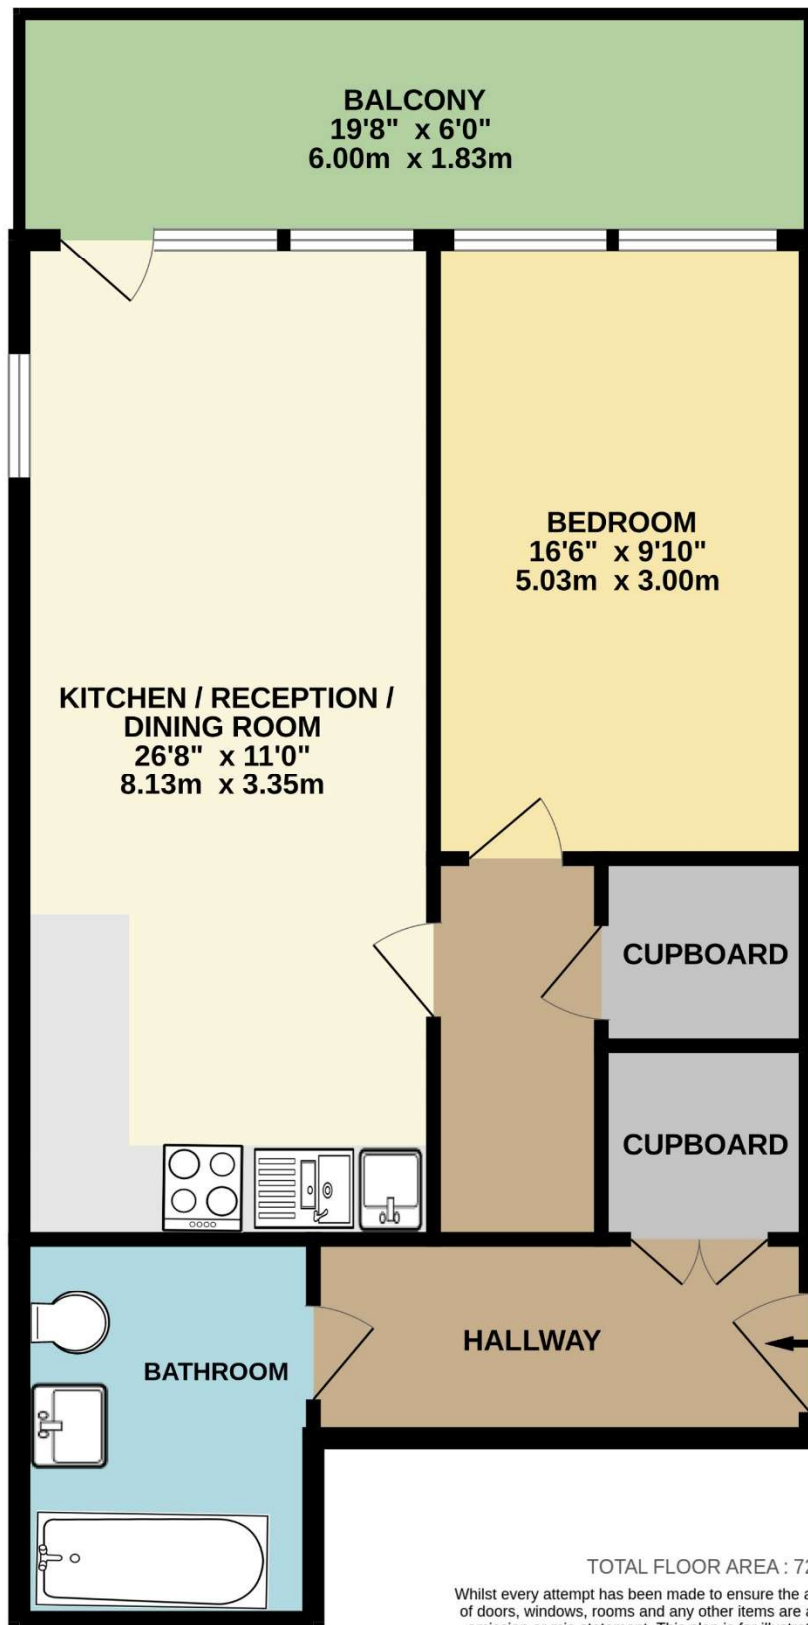 BALCONY
19'8" x 6'0"
6.00m x 1.83m
BEDROOM
16'6" x 9'10"
5.03m x 3.00m
KITCHEN / RECEPTION /
DINING ROOM
26'8" x 11'0"
8.13m x 3.35m
CUPBOARD
CUPBOARD
HALLWAY
BATHROOM
TOTAL FLOOR AREA : 72
Whilst every attempt has been made to ensure the a
of doors, windows, rooms and any other items are a